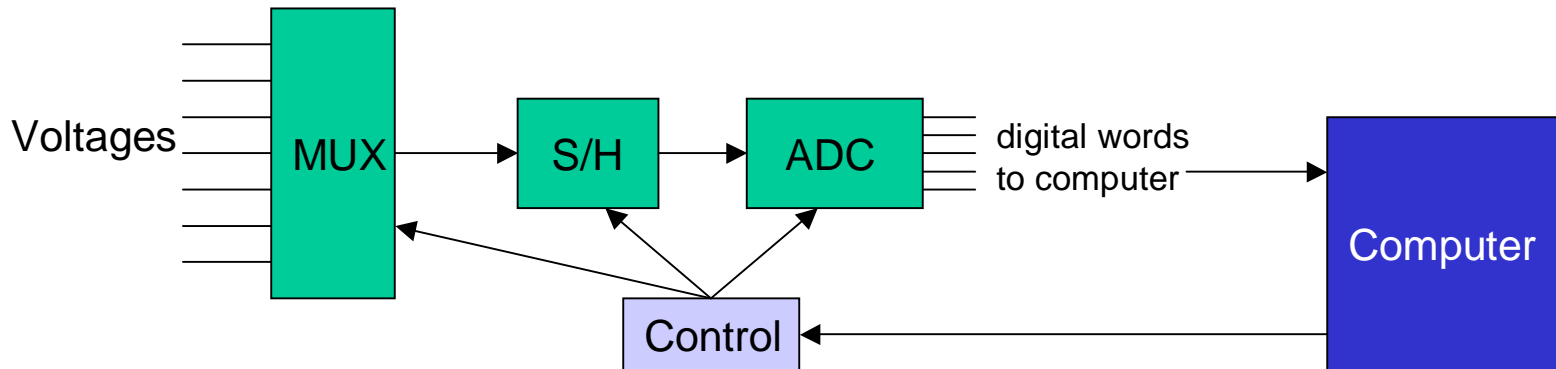 Voltages
MUX
S/H
ADC
digital words
to computer
Computer
Control